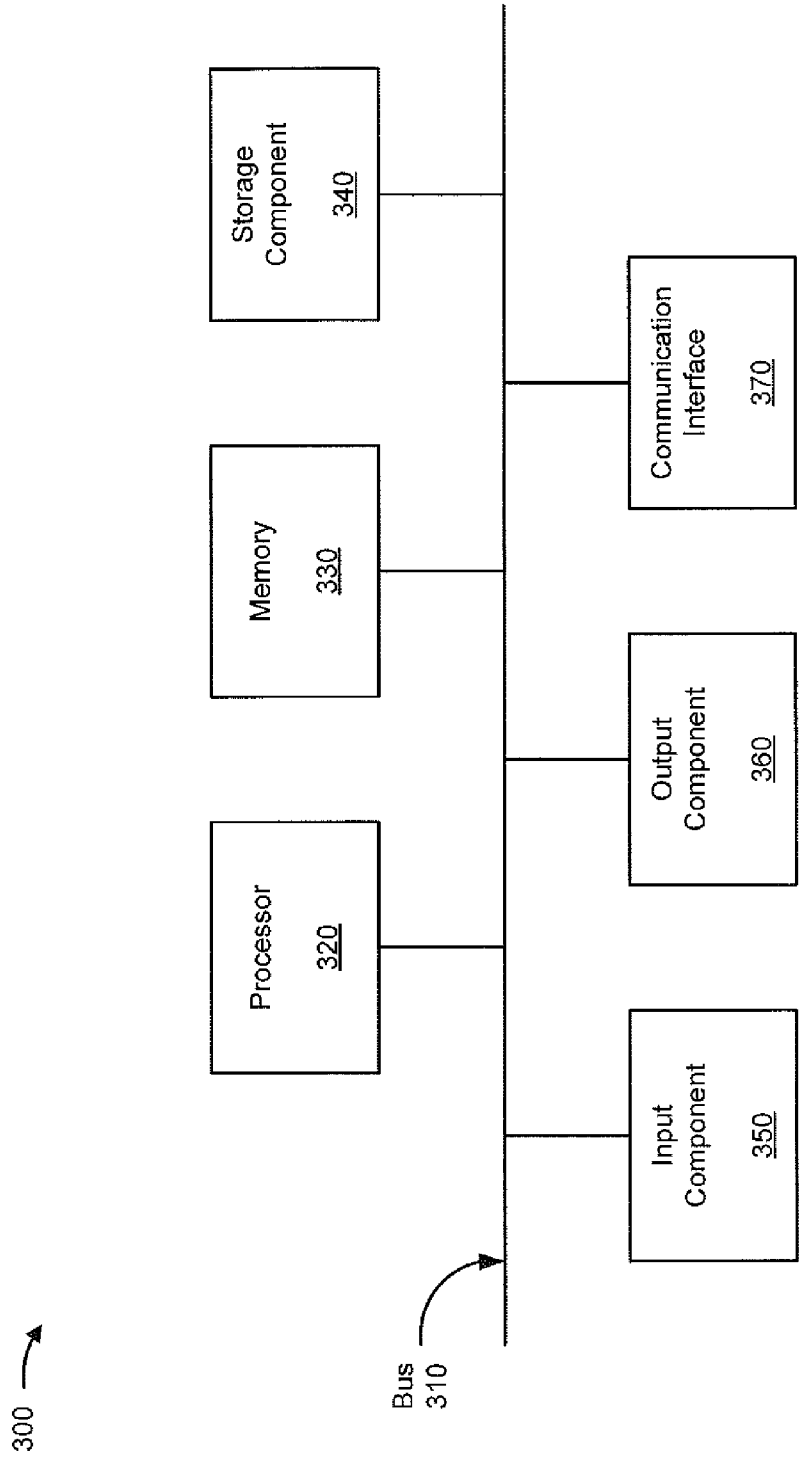 300
Processor
320
Memory
330
Storage
Component
340
Bus
310
Input
Component
350
Output
Component
360
Communication
Interface
370